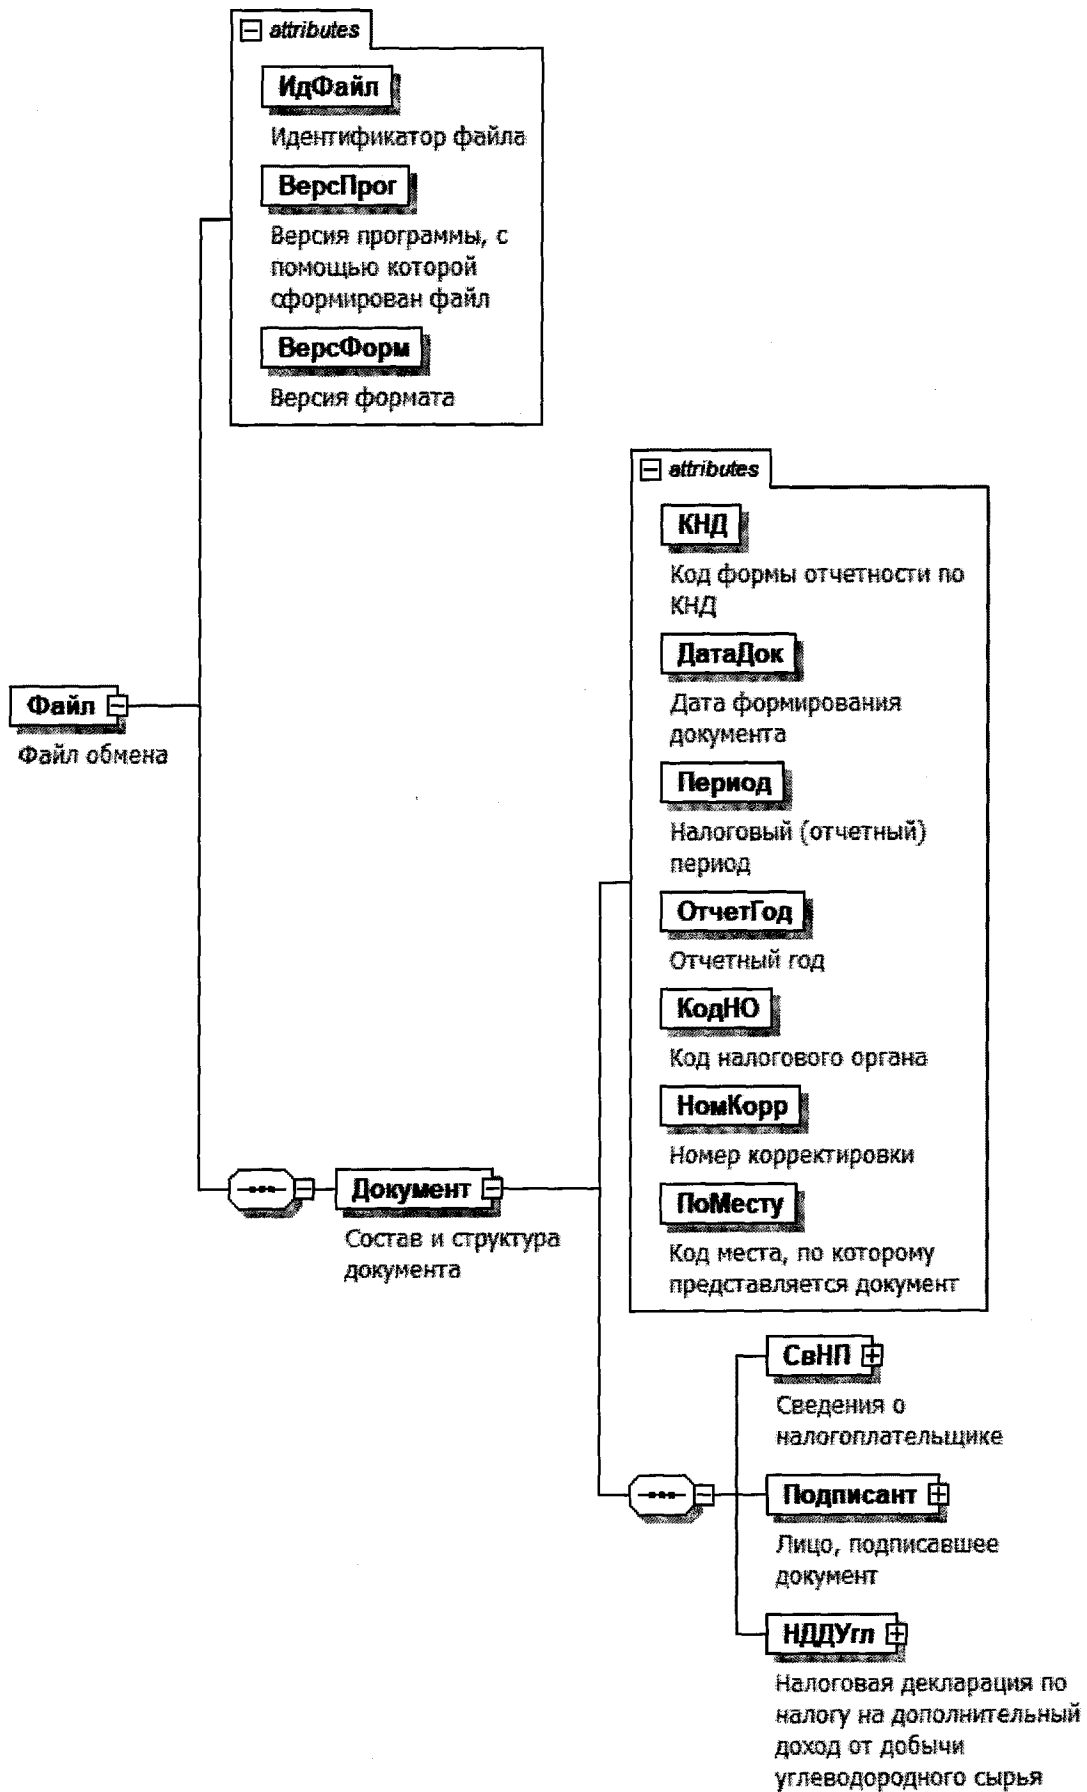 attributes
ИдФайл
Идентификатор файла
ВерсПрог
Версия программы, с
помощью которой
сформирован файл
ВерсФорм
Версия формата
Файл
Файл обмена
Документ
Состав и структура
документа
attributes
КНД
Код формы отчетности по
КНД
ДатаДок
Дата формирования
документа
Период
Налоговый (отчетный)
период
ОтчетГод
Отчетный год
КодНО
Код налогового органа
НомКорр
Номер корректировки
ПоМесту
Код места, по которому
представляется документ
СвНП
Сведения о
налогоплательщике
Подписант
Лицо, подписавшее
документ
НДДУгл
Налоговая декларация по
налогу на дополнительный
доход от добычи
углеводородного сырья